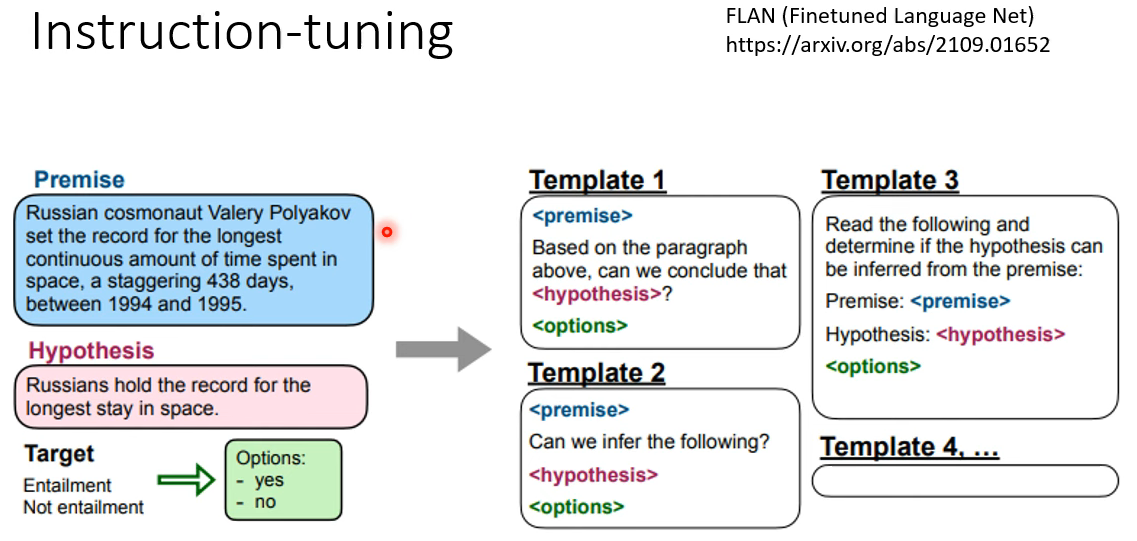 Instruction-tuning
FLAN (Finetuned Language Net)
https://arxiv.org/abs/2109.01652
Premise
Russian cosmonaut Valery Polyakov
set the record for the longest
continuous amount of time spent in
space, a staggering 438 days,
between 1994 and 1995.
Hypothesis
Russians hold the record for the
longest stay in space.
Target
Entailment
Not entailment
Options:
- yes
- no
Template 1
<premise>
Based on the paragraph
above, can we conclude that
<hypothesis>?
<options>
Template 2
<premise>
Can we infer the following?
<hypothesis>
<options>
Template 3
Read the following and
determine if the hypothesis can
be inferred from the premise:
Premise: <premise>
Hypothesis: <hypothesis>
<options>
Template 4, ...